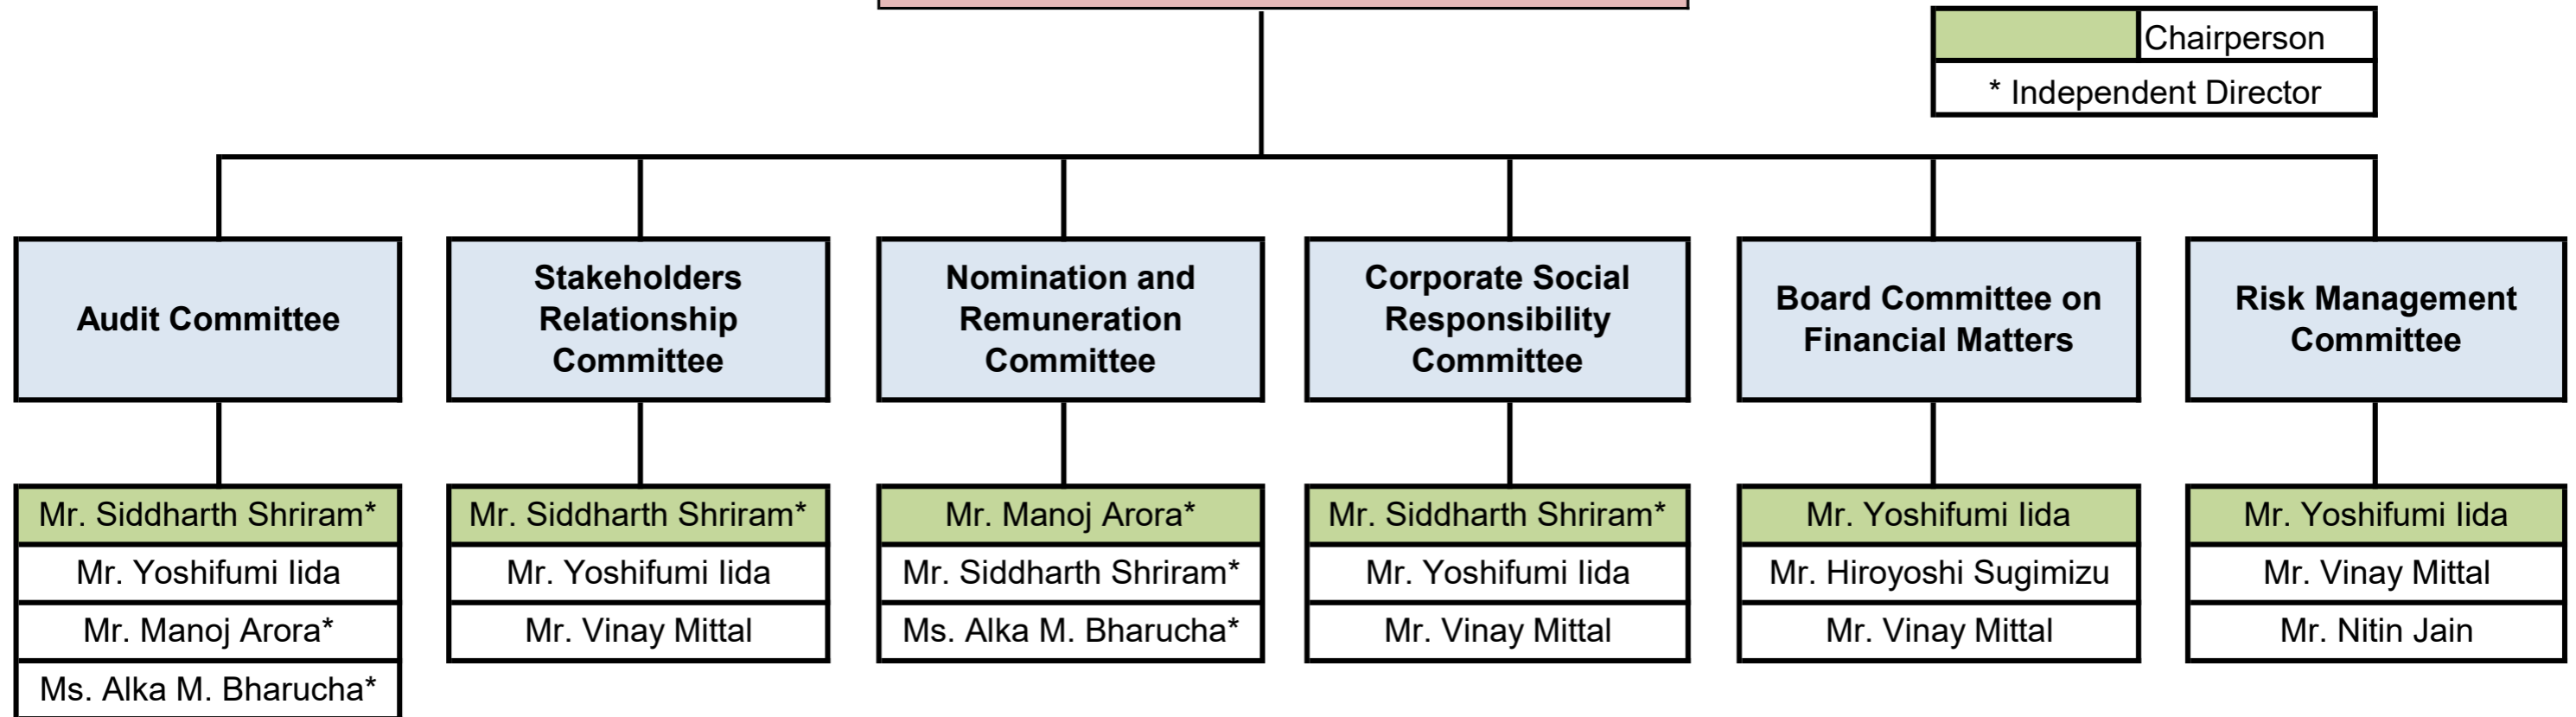 Chairperson
* Independent Director
Audit Committee
Stakeholders
Relationship
Committee
Nomination and
Remuneration
Committee
Corporate Social
Responsibility
Committee
Board Committee on
Financial Matters
Risk Management
Committee
Mr. Siddharth Shriram*
Mr. Yoshifumi Iida
Mr. Manoj Arora*
Ms. Alka M. Bharucha*
Mr. Siddharth Shriram*
Mr. Yoshifumi Iida
Mr. Vinay Mittal
Mr. Manoj Arora*
Mr. Siddharth Shriram*
Ms. Alka M. Bharucha*
Mr. Siddharth Shriram*
Mr. Yoshifumi Iida
Mr. Vinay Mittal
Mr. Yoshifumi Iida
Mr. Hiroyoshi Sugimizu
Mr. Vinay Mittal
Mr. Yoshifumi Iida
Mr. Vinay Mittal
Mr. Nitin Jain